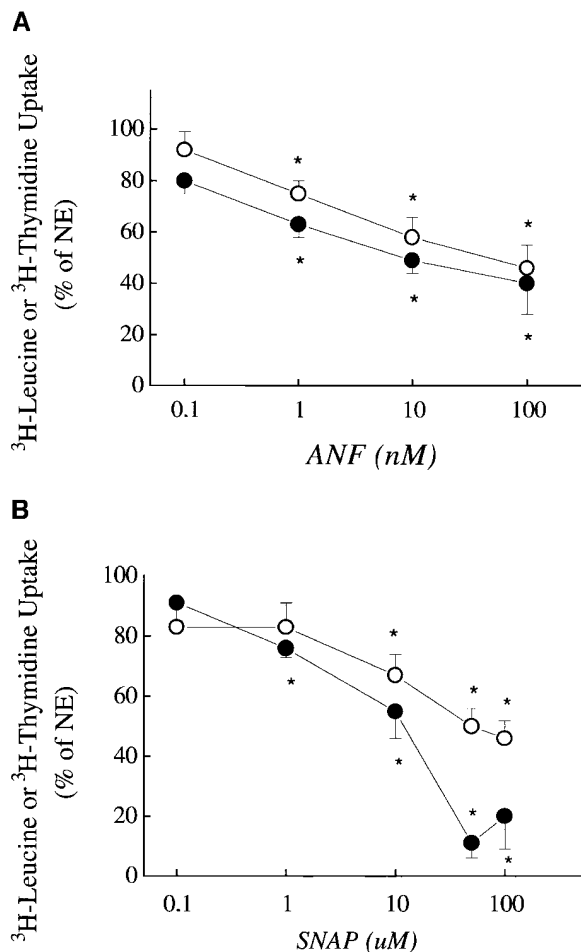 A
³H-Leucine or ³H-Thymidine Uptake
(% of NE)
100
80
60
40
20
0
*
*
*
*
*
*
0.1 1 10 100
ANF (nM)
B
³H-Leucine or ³H-Thymidine Uptake
(% of NE)
100
80
60
40
20
0
*
*
*
*
*
*
*
0.1 1 10 100
SNAP (uM)